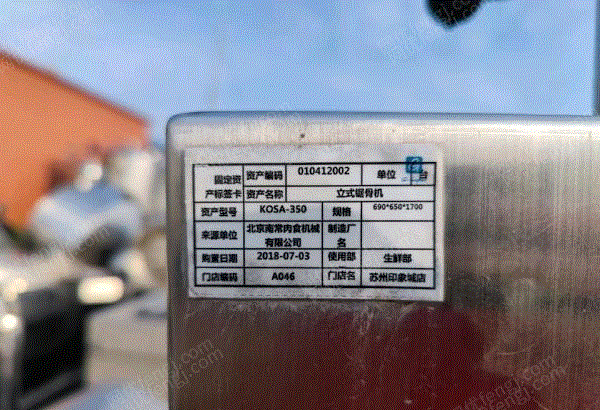 固定资产标签卡 资产编码 010412002 单位 台
资产名称 立式锯骨机
资产型号 KOSA-350 规格 690*650*1700
来源单位 北京南常肉食机械有限公司 制造厂名
购置日期 2018-07-03 使用部 生鲜部
门店编码 A046 门店名 苏州印象城店